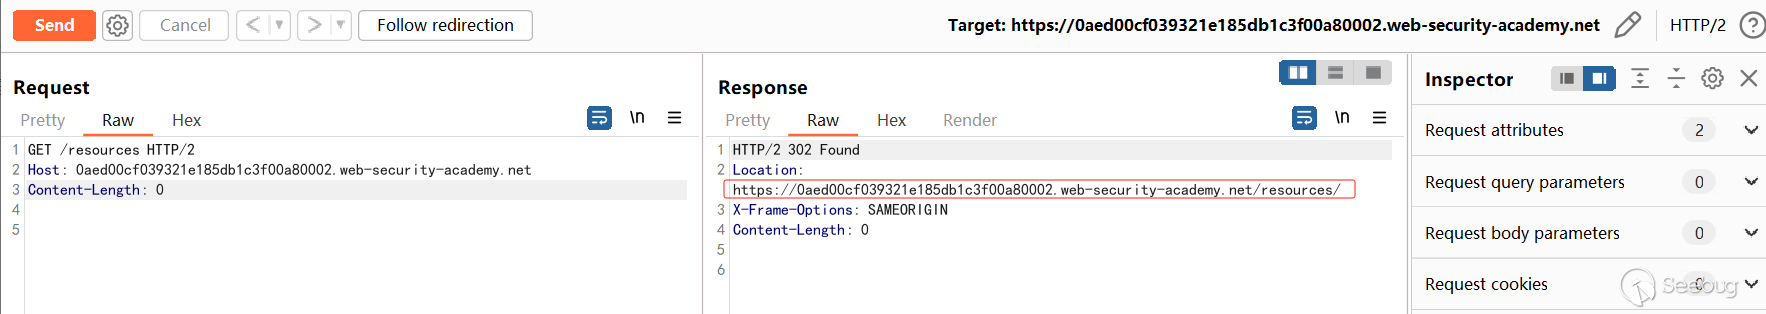 Send
Cancel
<
>
Follow redirection
Target: https://0aed00cf039321e185db1c3f00a80002.web-security-academy.net
HTTP/2
?
Request
Pretty
Raw
Hex
\n
1 GET /resources HTTP/2
2 Host: 0aed00cf039321e185db1c3f00a80002.web-security-academy.net
3 Content-Length: 0
4
5
Response
Pretty
Raw
Hex
Render
\n
1 HTTP/2 302 Found
2 Location:
https://0aed00cf039321e185db1c3f00a80002.web-security-academy.net/resources/
3 X-Frame-Options: SAMEORIGIN
4 Content-Length: 0
5
6
Inspector
Request attributes 2
Request query parameters 0
Request body parameters 0
Request cookies 0
Seebug